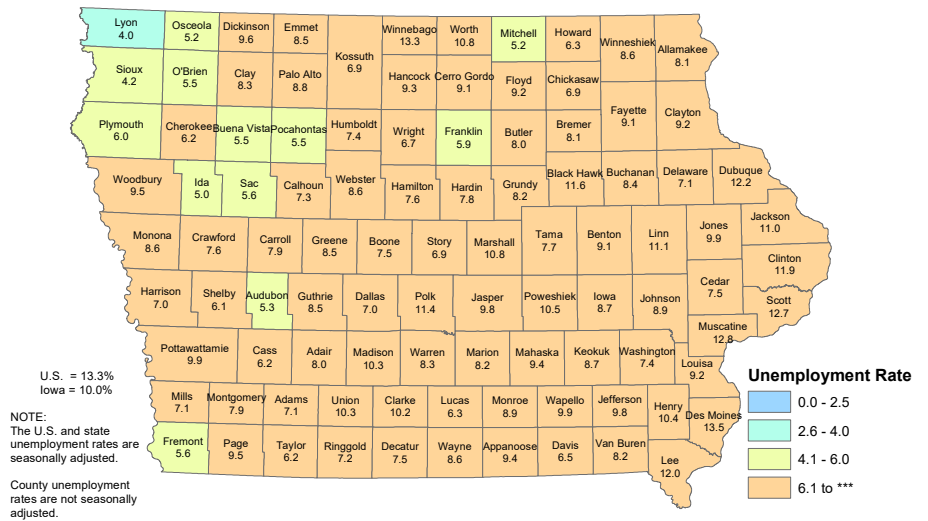 Lyon
4.0
Osceola
5.2
Dickinson
9.6
Emmet
8.5
Kossuth
6.9
Winnebago
13.3
Worth
10.8
Mitchell
5.2
Howard
6.3
Winneshiek
8.6
Allamakee
8.1
Sioux
4.2
O'Brien
5.5
Clay
8.3
Palo Alto
8.8
Hancock
9.3
Cerro Gordo
9.1
Floyd
9.2
Chickasaw
6.9
Fayette
9.1
Clayton
9.2
Plymouth
6.0
Cherokee
6.2
Buena Vista
5.5
Pocahontas
5.5
Humboldt
7.4
Wright
6.7
Franklin
5.9
Butler
8.0
Bremer
8.1
Woodbury
9.5
Ida
5.0
Sac
5.6
Calhoun
7.3
Webster
8.6
Hamilton
7.6
Hardin
7.8
Grundy
8.2
Black Hawk
11.6
Buchanan
8.4
Delaware
7.1
Dubuque
12.2
Monona
8.6
Crawford
7.6
Carroll
7.9
Greene
8.5
Boone
7.5
Story
6.9
Marshall
10.8
Tama
7.7
Benton
9.1
Linn
11.1
Jones
9.9
Jackson
11.0
Clinton
11.9
Harrison
7.0
Shelby
6.1
Audubon
5.3
Guthrie
8.5
Dallas
7.0
Polk
11.4
Jasper
9.8
Poweshiek
10.5
Iowa
8.7
Johnson
8.9
Cedar
7.5
Scott
12.7
Muscatine
12.8
Pottawattamie
9.9
Cass
6.2
Adair
8.0
Madison
10.3
Warren
8.3
Marion
8.2
Mahaska
9.4
Keokuk
8.7
Washington
7.4
Louisa
9.2
Mills
7.1
Montgomery
7.9
Adams
7.1
Union
10.3
Clarke
10.2
Lucas
6.3
Monroe
8.9
Wapello
9.9
Jefferson
9.8
Henry
10.4
Des Moines
13.5
Fremont
5.6
Page
9.5
Taylor
6.2
Ringgold
7.2
Decatur
7.5
Wayne
8.6
Appanoose
9.4
Davis
6.5
Van Buren
8.2
Lee
12.0
U.S. = 13.3%
Iowa = 10.0%
NOTE:
The U.S. and state
unemployment rates are
seasonally adjusted.
County unemployment
rates are not seasonally
adjusted.
Unemployment Rate
0.0 - 2.5
2.6 - 4.0
4.1 - 6.0
6.1 to ***